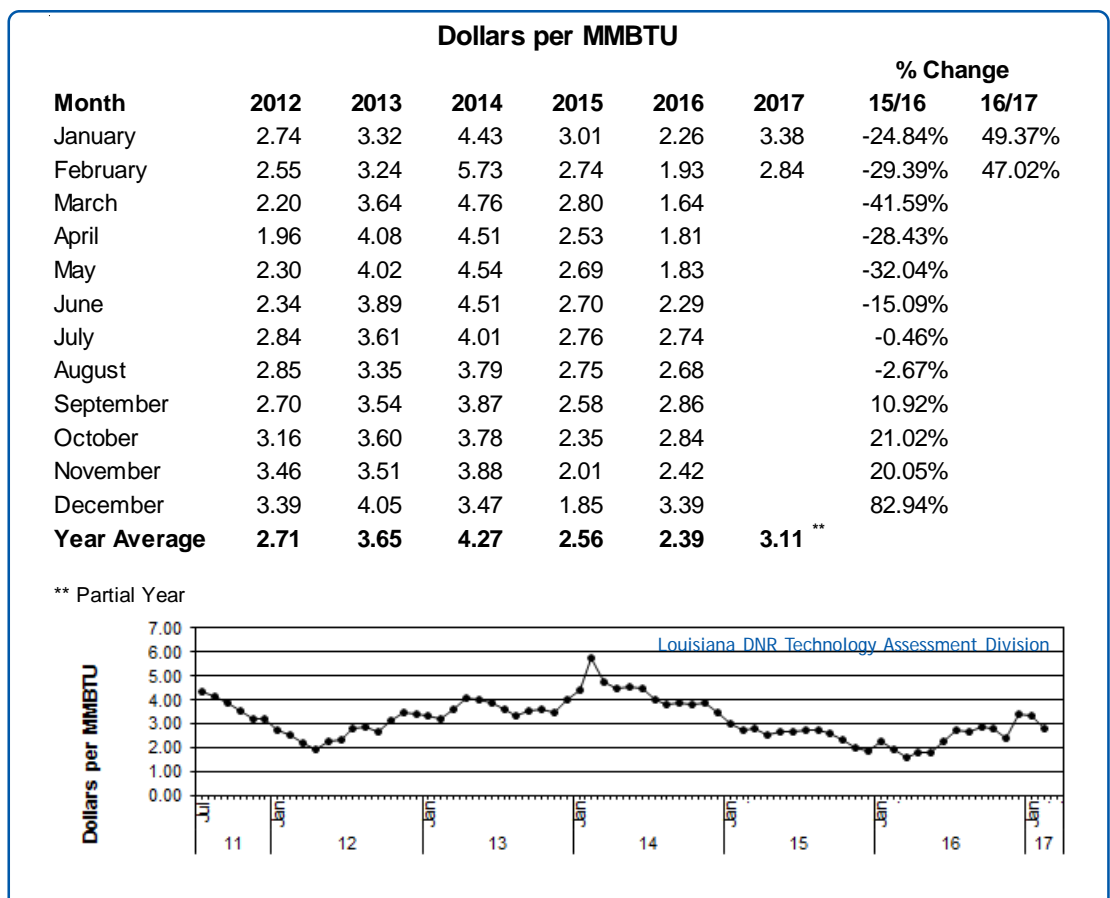 Dollars per MMBTU
% Change
Month 2012 2013 2014 2015 2016 2017 15/16 16/17
January 2.74 3.32 4.43 3.01 2.26 3.38 -24.84% 49.37%
February 2.55 3.24 5.73 2.74 1.93 2.84 -29.39% 47.02%
March 2.20 3.64 4.76 2.80 1.64 -41.59%
April 1.96 4.08 4.51 2.53 1.81 -28.43%
May 2.30 4.02 4.54 2.69 1.83 -32.04%
June 2.34 3.89 4.51 2.70 2.29 -15.09%
July 2.84 3.61 4.01 2.76 2.74 -0.46%
August 2.85 3.35 3.79 2.75 2.68 -2.67%
September 2.70 3.54 3.87 2.58 2.86 10.92%
October 3.16 3.60 3.78 2.35 2.84 21.02%
November 3.46 3.51 3.88 2.01 2.42 20.05%
December 3.39 4.05 3.47 1.85 3.39 82.94%
Year Average 2.71 3.65 4.27 2.56 2.39 3.11 **
** Partial Year
Louisiana DNR Technology Assessment Division
Dollars per MMBTU
7.00
6.00
5.00
4.00
3.00
2.00
1.00
0.00
Jul Jan Jan Jan Jan Jan Jan
11 12 13 14 15 16 17